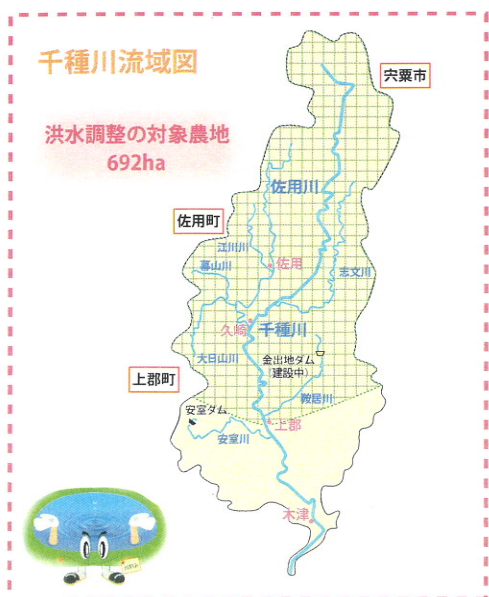 千種川流域図
宍粟市
洪水調整の対象農地
692ha
佐用川
佐用町
江川川
幕山川
佐用
志文川
久崎
千種川
大日山川
金出地ダム
(建設中)
上郡町
鞍居川
安室ダム
上郡
安室川
木津